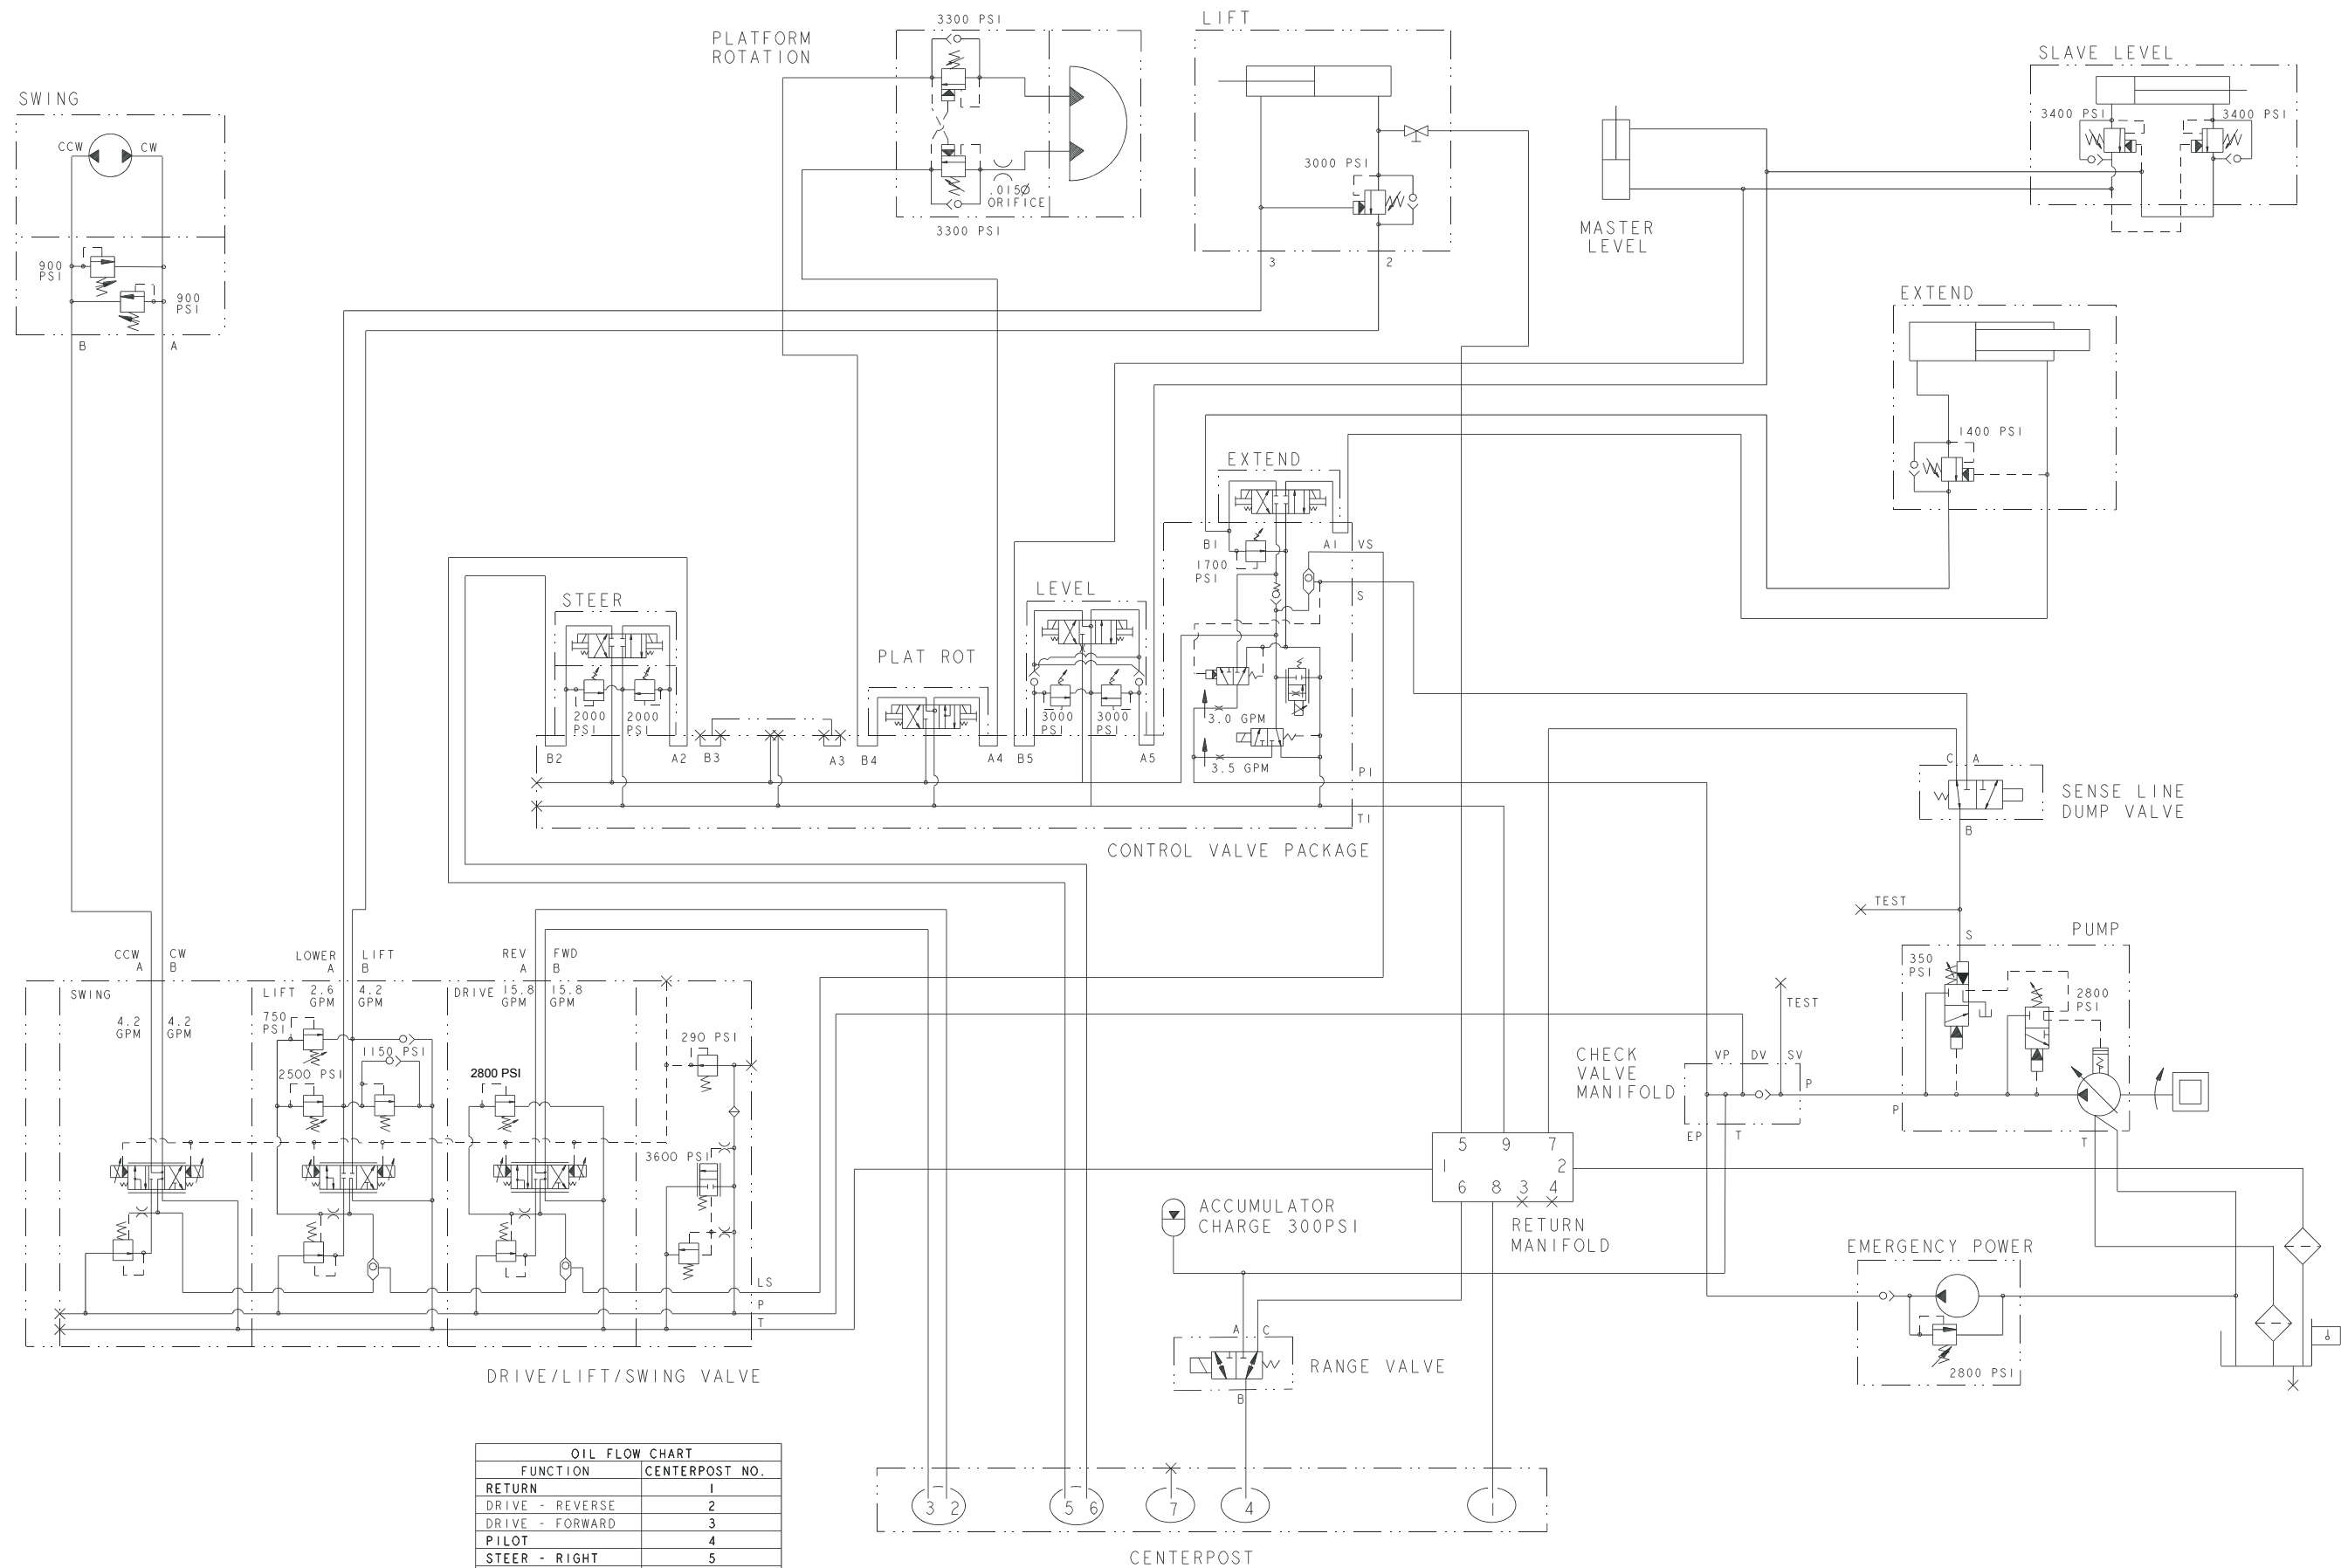 3300 PSI
LIFT
PLATFORM
ROTATION
SLAVE LEVEL
SWING
3400 PSI
3400 PSI
CCW
CW
3000 PSI
.015Ø
ORIFICE
3300 PSI
MASTER
LEVEL
900
PSI
900
PSI
3
2
B
A
EXTEND
1400 PSI
EXTEND
B1
A1
VS
1700
PSI
S
STEER
LEVEL
PLAT ROT
2000
PSI
2000
PSI
3000
PSI
3000
PSI
3.0 GPM
3.5 GPM
B2
A2
B3
A3
B4
A4
B5
A5
P1
T1
CONTROL VALVE PACKAGE
C
A
SENSE LINE
DUMP VALVE
B
TEST
S
PUMP
350
PSI
2800
PSI
TEST
CCW
A
CW
B
LOWER
A
LIFT
B
REV
A
FWD
B
SWING
LIFT
2.6
GPM
4.2
GPM
DRIVE
15.8
GPM
15.8
GPM
4.2
GPM
4.2
GPM
750
PSI
1150 PSI
290 PSI
2500 PSI
2800 PSI
3600 PSI
CHECK
VALVE
MANIFOLD
VP
DV
SV
P
P
EP
T
T
5
9
7
1
2
6
8
3
4
RETURN
MANIFOLD
ACCUMULATOR
CHARGE 300PSI
EMERGENCY POWER
2800 PSI
LS
P
T
A
C
RANGE VALVE
B
DRIVE/LIFT/SWING VALVE
OIL FLOW CHART
FUNCTION CENTERPOST NO.
RETURN 1
DRIVE - REVERSE 2
DRIVE - FORWARD 3
PILOT 4
STEER - RIGHT 5
3
2
5
6
7
4
1
CENTERPOST